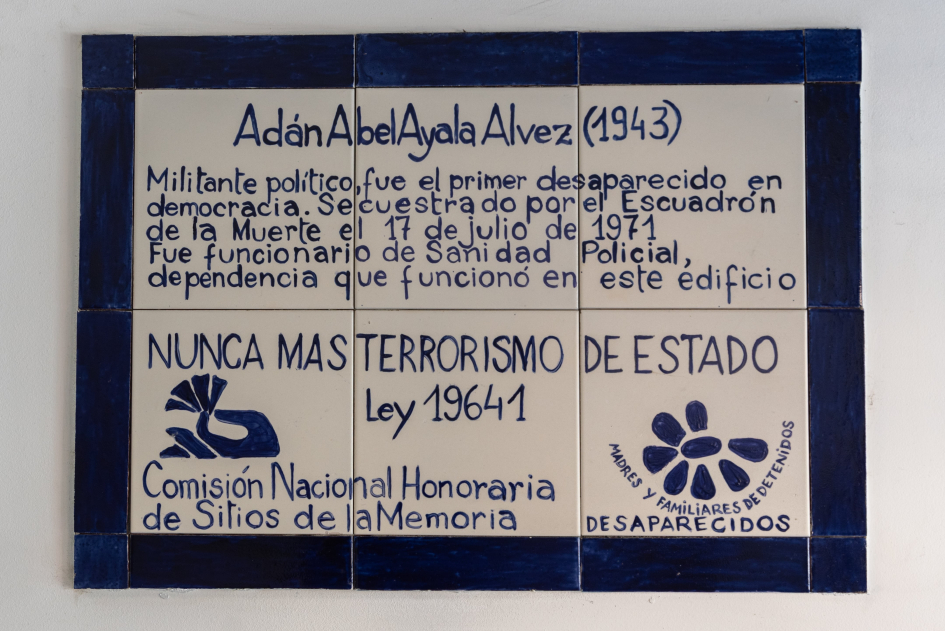 Adán Abel Ayala Alvez (1943)
Militante político, fue el primer desaparecido en
democracia. Secuestrado por el Escuadrón
de la Muerte el 17 de julio de 1971
Fue funcionario de Sanidad Policial,
dependencia que funcionó en este edificio
NUNCA MAS TERRORISMO DE ESTADO
Ley 19641
Comisión Nacional Honoraria
de Sitios de la Memoria
MADRES Y FAMILIARES DE DETENIDOS
DESAPARECIDOS